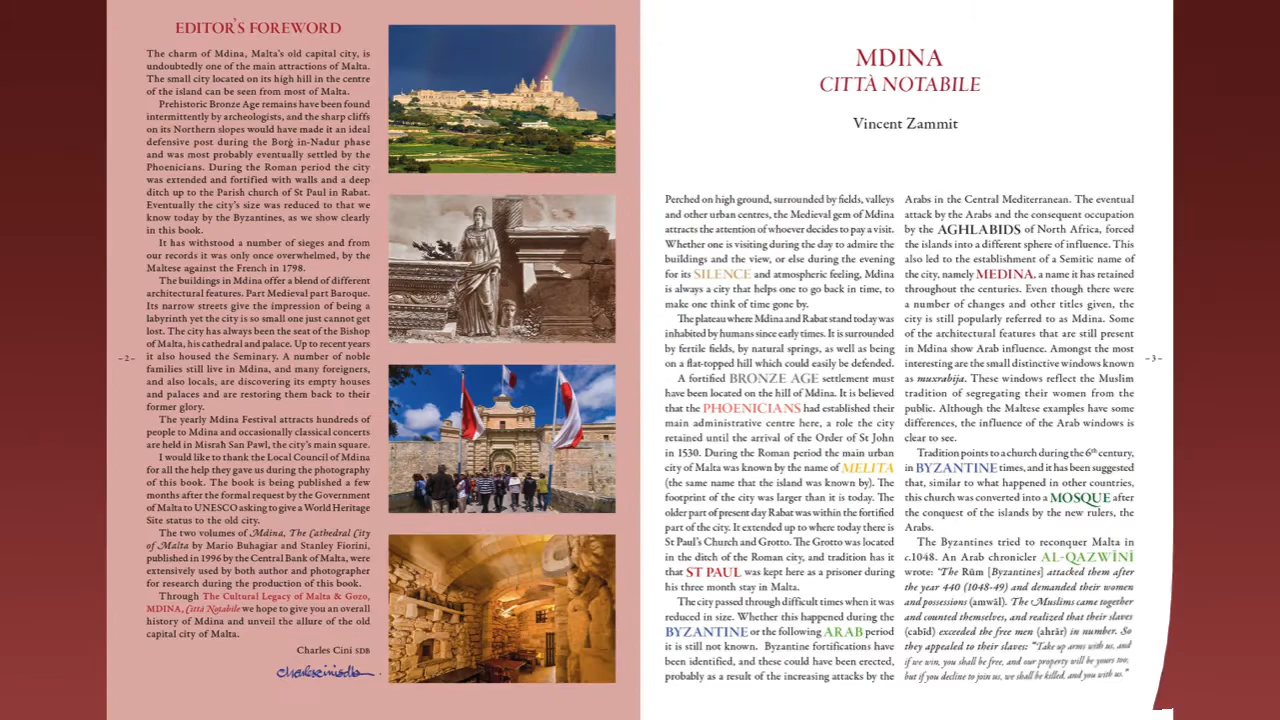 EDITOR'S FOREWORD
The charm of Mdina, Malta's old capital city, is
undoubtedly one of the main attractions of Malta.
The small city located on its high hill in the centre
of the island can be seen from most of Malta.
Prehistoric Bronze Age remains have been found
intermittently by archeologists, and the sharp cliffs
on its Northern slopes would have made it an ideal
defensive post during the Borġ in-Nadur phase
and was most probably eventually settled by the
Phoenicians. During the Roman period the city
was extended and fortified with walls and a deep
ditch up to the Parish church of St Paul in Rabat.
Eventually the city's size was reduced to that we
know today by the Byzantines, as we show clearly
in this book.
It has withstood a number of sieges and from
our records it was only once overwhelmed, by the
Maltese against the French in 1798.
The buildings in Mdina offer a blend of different
architectural features. Part Medieval part Baroque.
Its narrow streets give the impression of being a
labyrinth yet the city is so small one just cannot get
lost. The city has always been the seat of the Bishop
of Malta, his cathedral and palace. Up to recent years
it also housed the Seminary. A number of noble
families still live in Mdina, and many foreigners,
and also locals, are discovering its empty houses
and palaces and are restoring them back to their
former glory.
The yearly Mdina Festival attracts hundreds of
people to Mdina and occasionally classical concerts
are held in Misraħ San Pawl, the city's main square.
I would like to thank the Local Council of Mdina
for all the help they gave us during the photography
of this book. The book is being published a few
months after the formal request by the Government
of Malta to UNESCO asking to give a World Heritage
Site status to the old city.
The two volumes of Mdina, The Cathedral City
of Malta by Mario Buhagiar and Stanley Fiorini,
published in 1996 by the Central Bank of Malta, were
extensively used by both author and photographer
for research during the production of this book.
Through The Cultural Legacy of Malta & Gozo,
MDINA, Città Notabile we hope to give you an overall
history of Mdina and unveil the allure of the old
capital city of Malta.
Charles Cini SDB
charlescinisdb
– 2 –
MDINA
CITTÀ NOTABILE
Vincent Zammit
Perched on high ground, surrounded by fields, valleys
and other urban centres, the Medieval gem of Mdina
attracts the attention of whoever decides to pay a visit.
Whether one is visiting during the day to admire the
buildings and the view, or else during the evening
for its SILENCE and atmospheric feeling, Mdina
is always a city that helps one to go back in time, to
make one think of time gone by.
The plateau where Mdina and Rabat stand today was
inhabited by humans since early times. It is surrounded
by fertile fields, by natural springs, as well as being
on a flat-topped hill which could easily be defended.
A fortified BRONZE AGE settlement must
have been located on the hill of Mdina. It is believed
that the PHOENICIANS had established their
main administrative centre here, a role the city
retained until the arrival of the Order of St John
in 1530. During the Roman period the main urban
city of Malta was known by the name of MELITA
(the same name that the island was known by). The
footprint of the city was larger than it is today. The
older part of present day Rabat was within the fortified
part of the city. It extended up to where today there is
St Paul's Church and Grotto. The Grotto was located
in the ditch of the Roman city, and tradition has it
that ST PAUL was kept here as a prisoner during
his three month stay in Malta.
The city passed through difficult times when it was
reduced in size. Whether this happened during the
BYZANTINE or the following ARAB period
it is still not known. Byzantine fortifications have
been identified, and these could have been erected,
probably as a result of the increasing attacks by the
Arabs in the Central Mediterranean. The eventual
attack by the Arabs and the consequent occupation
by the AGHLABIDS of North Africa, forced
the islands into a different sphere of influence. This
also led to the establishment of a Semitic name of
the city, namely MEDINA, a name it has retained
throughout the centuries. Even though there were
a number of changes and other titles given, the
city is still popularly referred to as Mdina. Some
of the architectural features that are still present
in Mdina show Arab influence. Amongst the most
interesting are the small distinctive windows known
as muxrabija. These windows reflect the Muslim
tradition of segregating their women from the
public. Although the Maltese examples have some
differences, the influence of the Arab windows is
clear to see.
Tradition points to a church during the 6th century,
in BYZANTINE times, and it has been suggested
that, similar to what happened in other countries,
this church was converted into a MOSQUE after
the conquest of the islands by the new rulers, the
Arabs.
The Byzantines tried to reconquer Malta in
c.1048. An Arab chronicler AL-QAZWÎNÎ
wrote: "The Rūm [Byzantines] attacked them after
the year 440 (1048-49) and demanded their women
and possessions (amwāl). The Muslims came together
and counted themselves, and realized that their slaves
(cabīd) exceeded the free men (ahrār) in number. So
they appealed to their slaves: "Take up arms with us, and
if we win, you shall be free, and our property will be yours too;
but if you decline to join us, we shall be killed, and you with us."
– 3 –